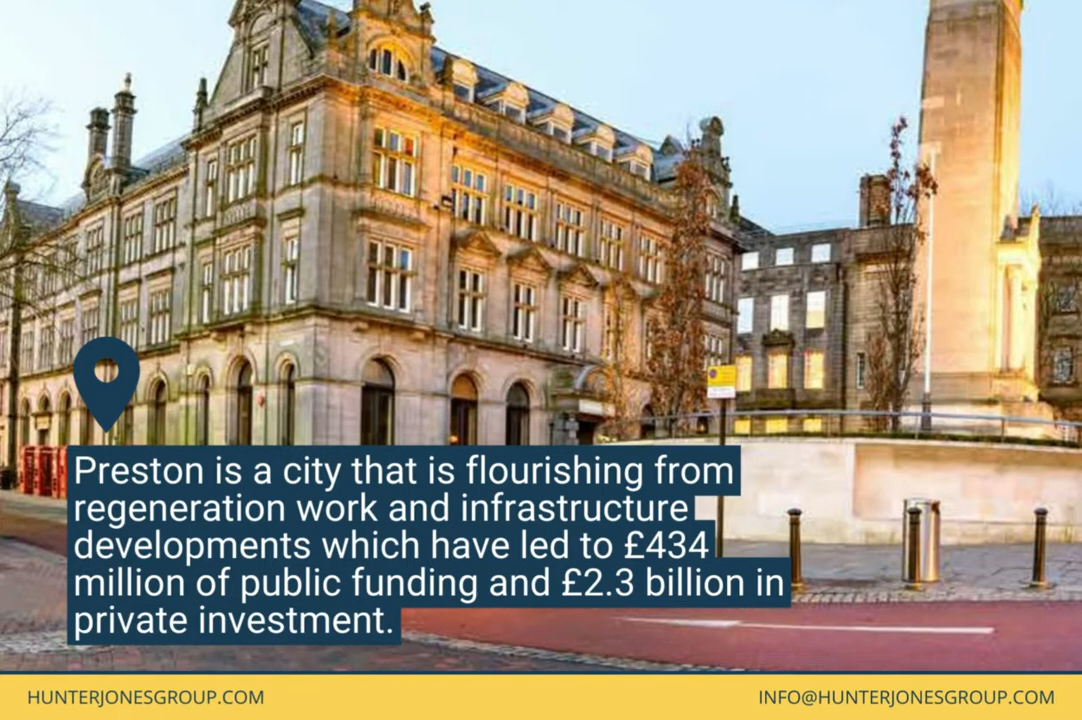 Preston is a city that is flourishing from
regeneration work and infrastructure
developments which have led to £434
million of public funding and £2.3 billion in
private investment.
HUNTERJONESGROUP.COM
INFO@HUNTERJONESGROUP.COM